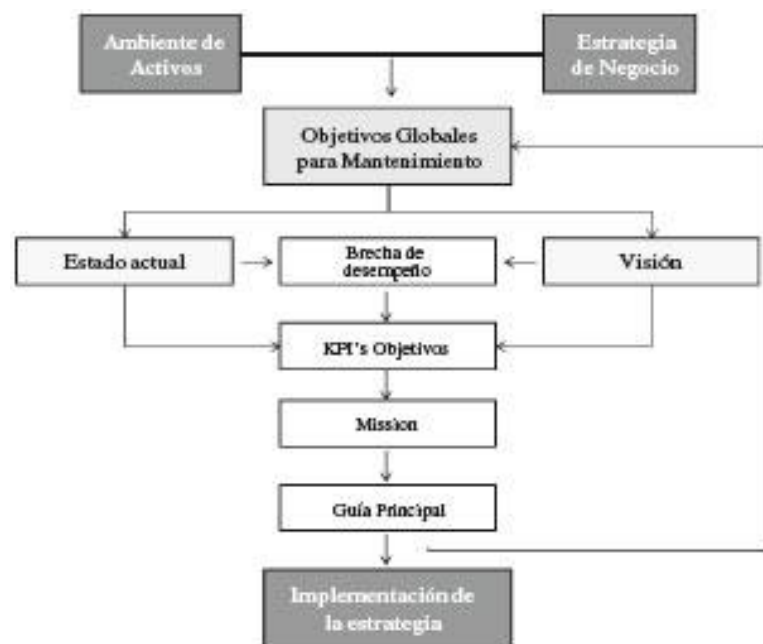 Ambiente de
Activos
Estrategia
de Negocio
Objetivos Globales
para Mantenimiento
Estado actual
Brecha de
desempeño
Visión
KPI's Objetivos
Mission
Guía Principal
Implementación de
la estrategia